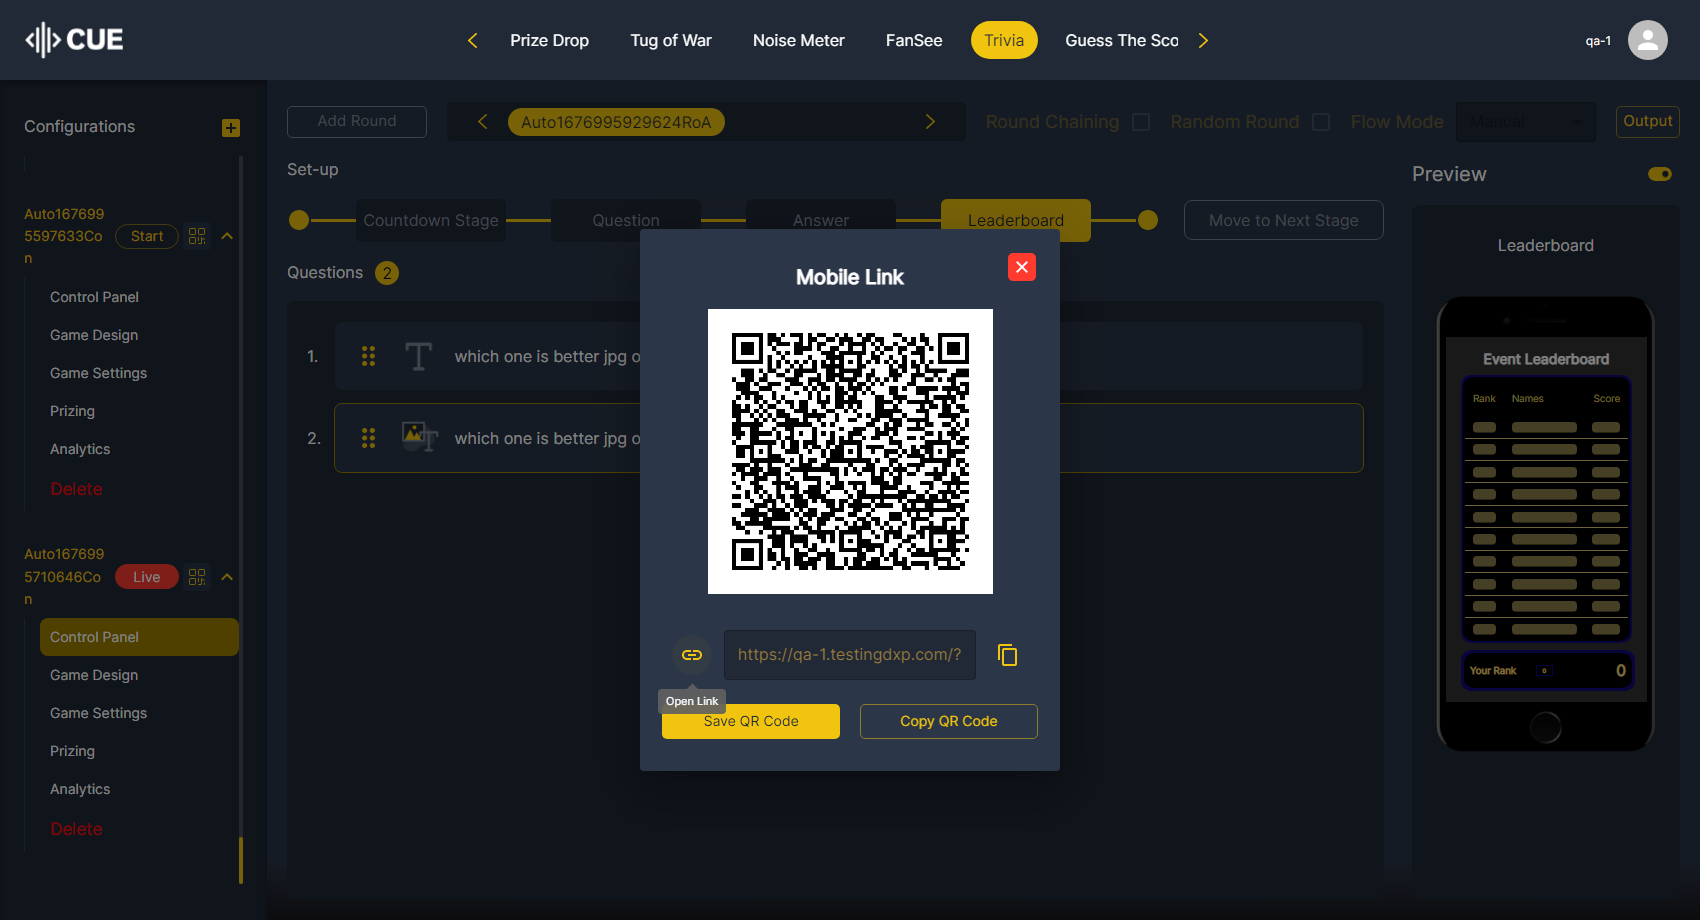 CUE
Prize Drop
Tug of War
Noise Meter
FanSee
Trivia
Guess The Sco
qa-1
Configurations
Add Round
Auto1676995929624RoA
Round Chaining
Random Round
Flow Mode
Manual
Output
Set-up
Preview
Auto167699
5597633Co
n
Start
Countdown Stage
Question
Answer
Leaderboard
Move to Next Stage
Leaderboard
Questions
2
Mobile Link
Control Panel
Game Design
Game Settings
Prizing
Analytics
Delete
1.
T
which one is better jpg o
2.
T
which one is better jpg o
Event Leaderboard
Rank
Names
Score
Auto167699
5710646Co
n
Live
Control Panel
Game Design
Game Settings
Prizing
Analytics
Delete
https://qa-1.testingdxp.com/?
Open Link
Save QR Code
Copy QR Code
Your Rank
0
0